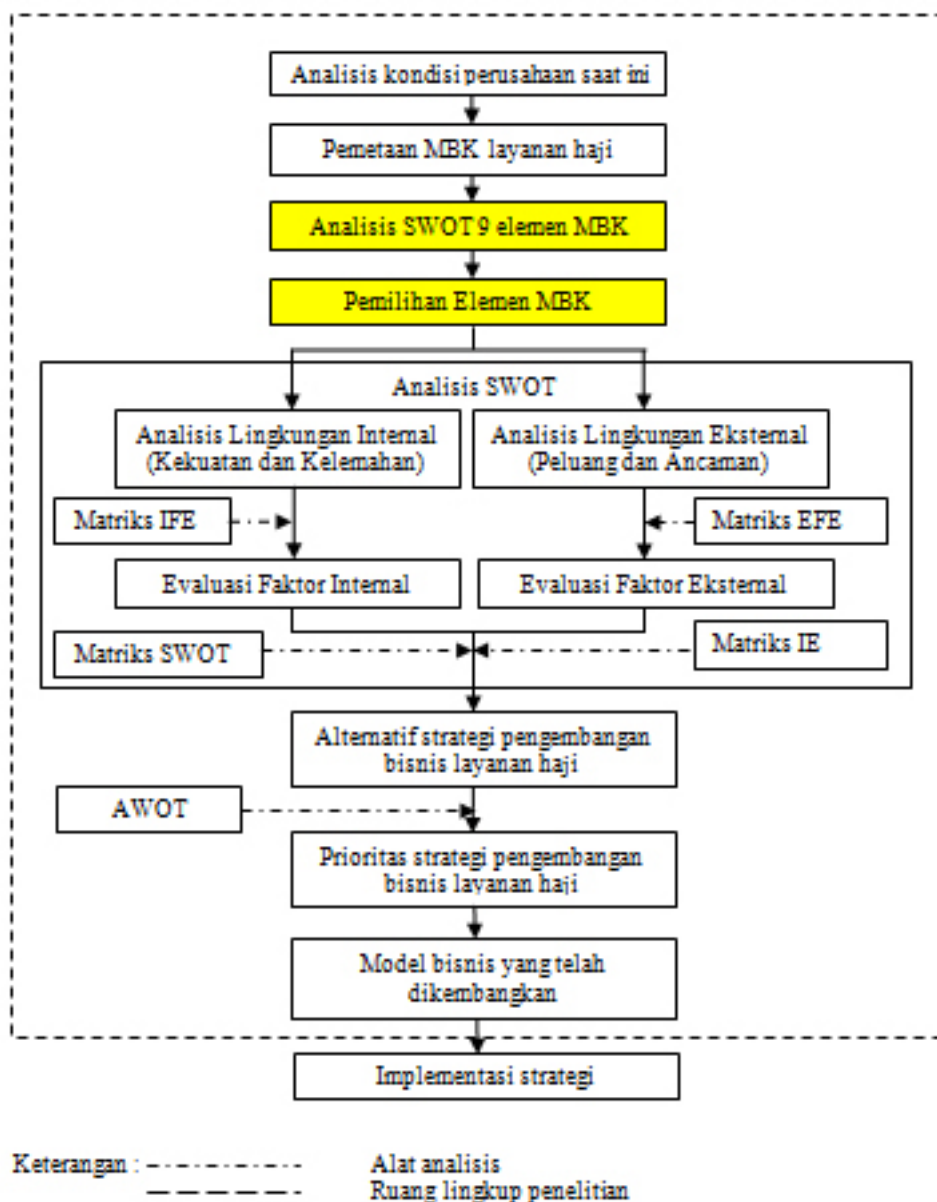 Analisis kondisi perusahaan saat ini
Pemetaan MBK layanan haji
Analisis SWOT 9 elemen MBK
Pemilihan Elemen MBK
Analisis SWOT
Analisis Lingkungan Internal
(Kekuatan dan Kelemahan)
Analisis Lingkungan Eksternal
(Peluang dan Ancaman)
Matriks IFE
Matriks EFE
Evaluasi Faktor Internal
Evaluasi Faktor Eksternal
Matriks SWOT
Matriks IE
Alternatif strategi pengembangan
bisnis layanan haji
AWOT
Prioritas strategi pengembangan
bisnis layanan haji
Model bisnis yang telah
dikembangkan
Implementasi strategi
Keterangan :
Alat analisis
Ruang lingkup penelitian